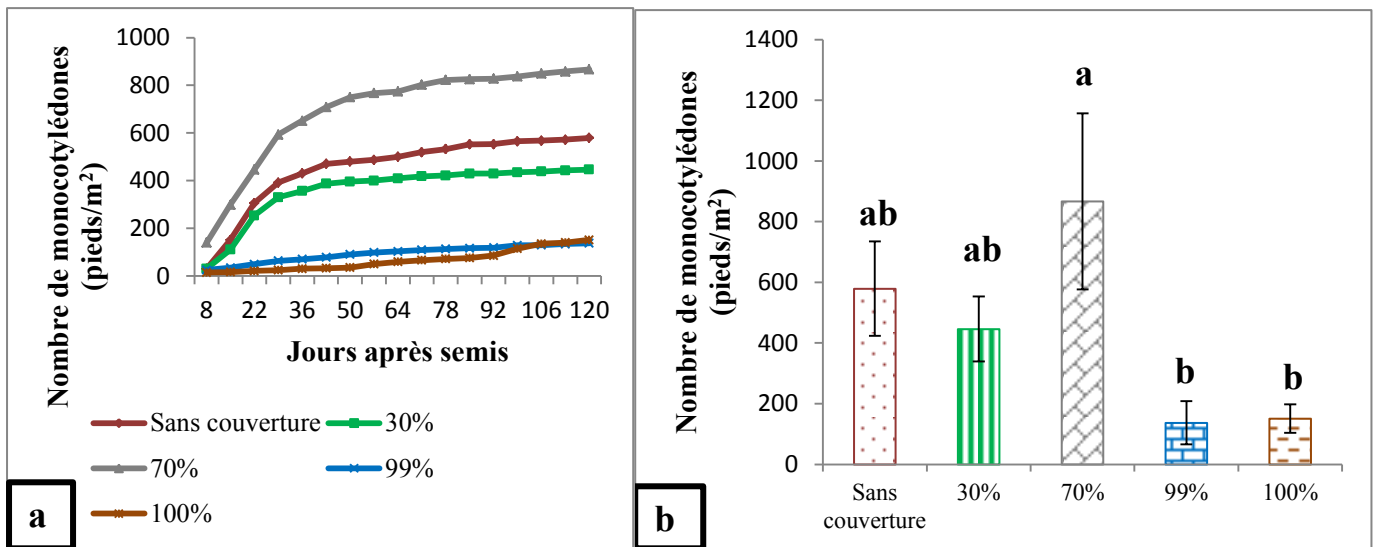 Nombre de monocotylédones
(pieds/m²)
1000
800
600
400
200
0
8 22 36 50 64 78 92 106 120
Jours après semis
Sans couverture
30%
70%
99%
100%
a
Nombre de monocotylédones
(pieds/m²)
1400
1200
1000
800
600
400
200
0
ab
ab
a
b
b
Sans
couverture
30%
70%
99%
100%
b